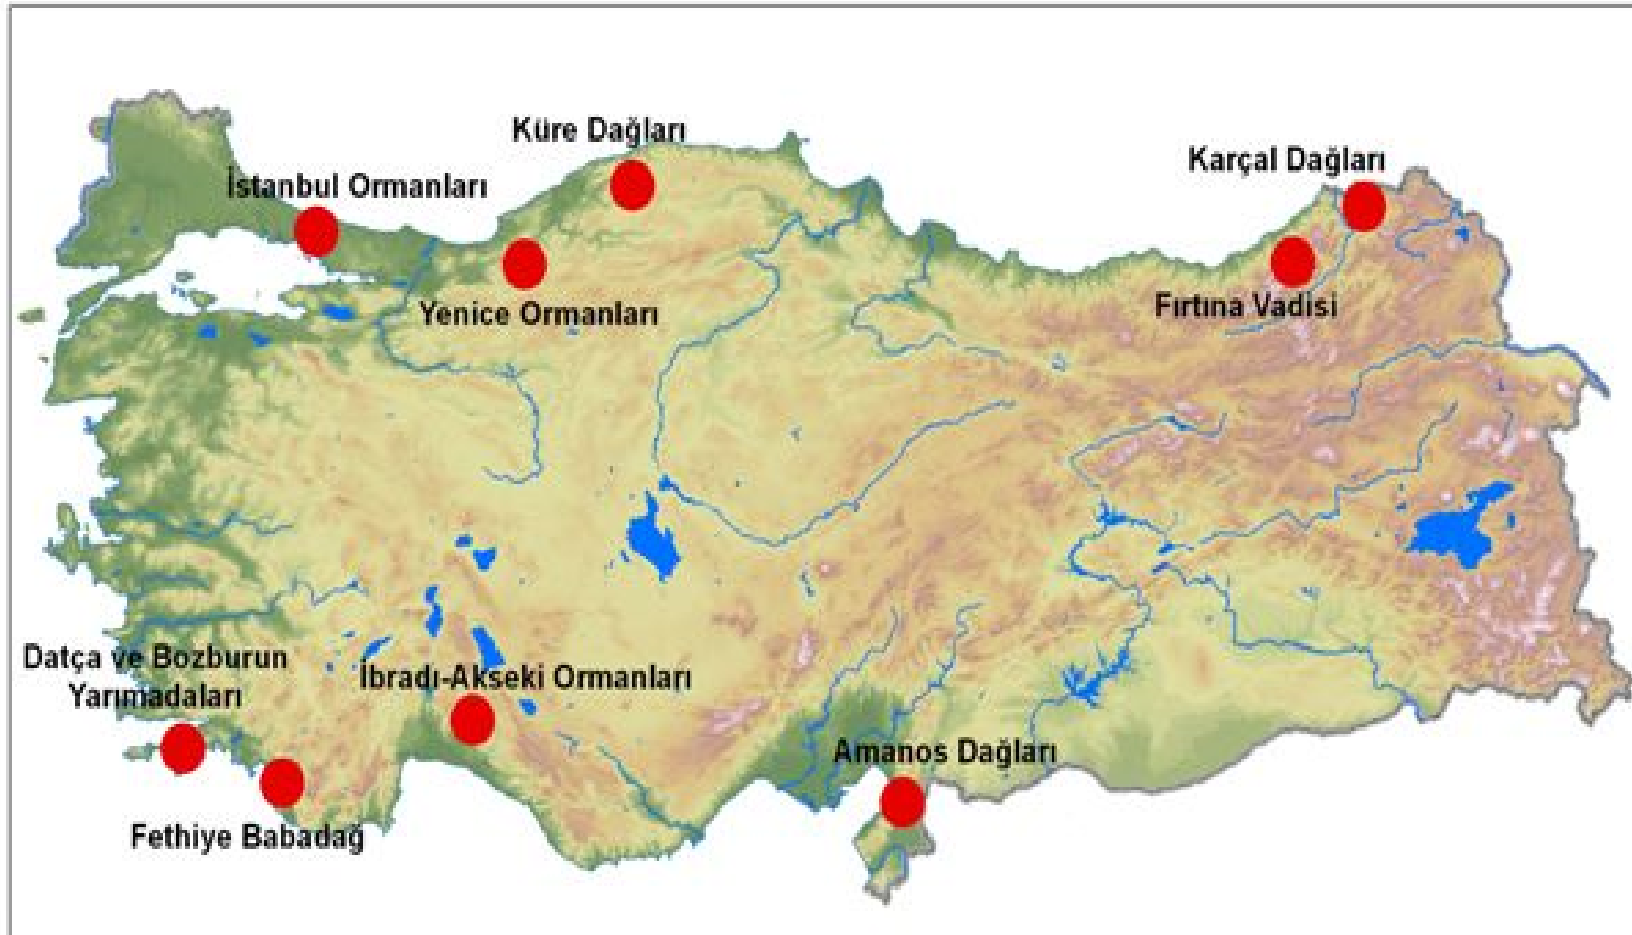 Küre Dağları
Karçal Dağları
İstanbul Ormanları
Yenice Ormanları
Fırtına Vadisi
Datça ve Bozburun
Yarımadaları
İbradı-Akseki Ormanları
Amanos Dağları
Fethiye Babadağ